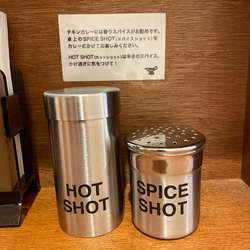 チキンカレーには香りスパイスがお勧めです。
卓上のSPICE SHOT(スパイスショット)を
カレーにかけてお楽しみください。
HOT SHOT(ホットショット)は辛さのスパイス。
かけ過ぎに気をつけて！
HOT
SHOT
SPICE
SHOT